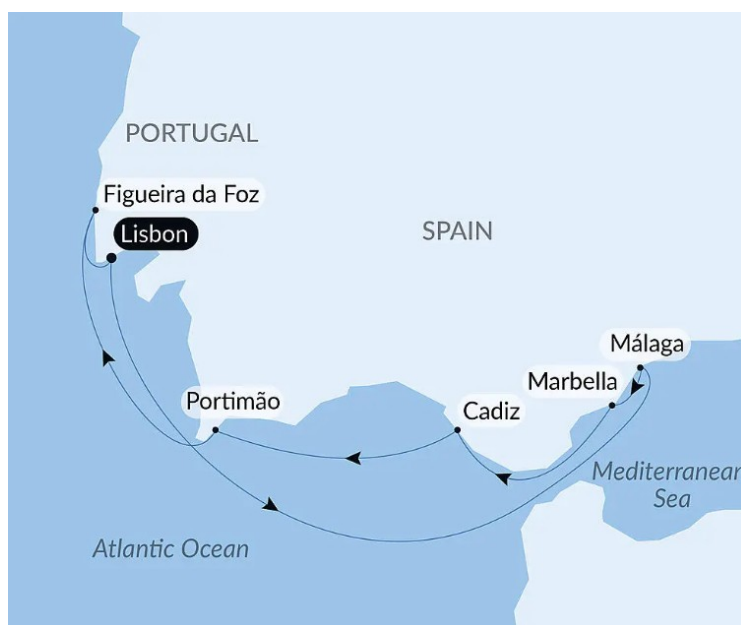 PORTUGAL
Figueira da Foz
Lisbon
SPAIN
Málaga
Marbella
Portimão
Cadiz
Mediterranean
Sea
Atlantic Ocean